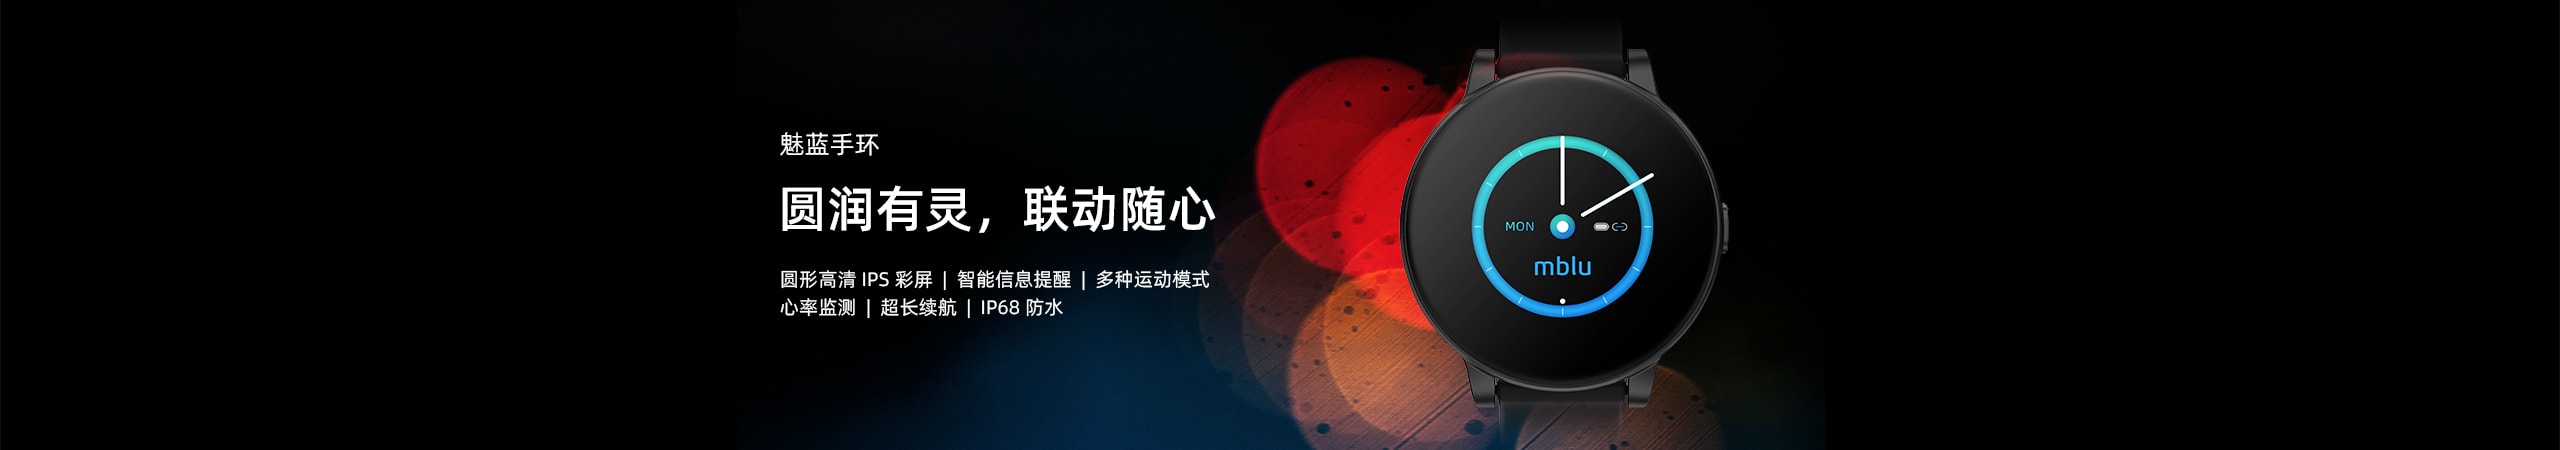 魅蓝手环
圆润有灵，联动随心
圆形高清 IPS 彩屏 | 智能信息提醒 | 多种运动模式
心率监测 | 超长续航 | IP68 防水
MON
mblu